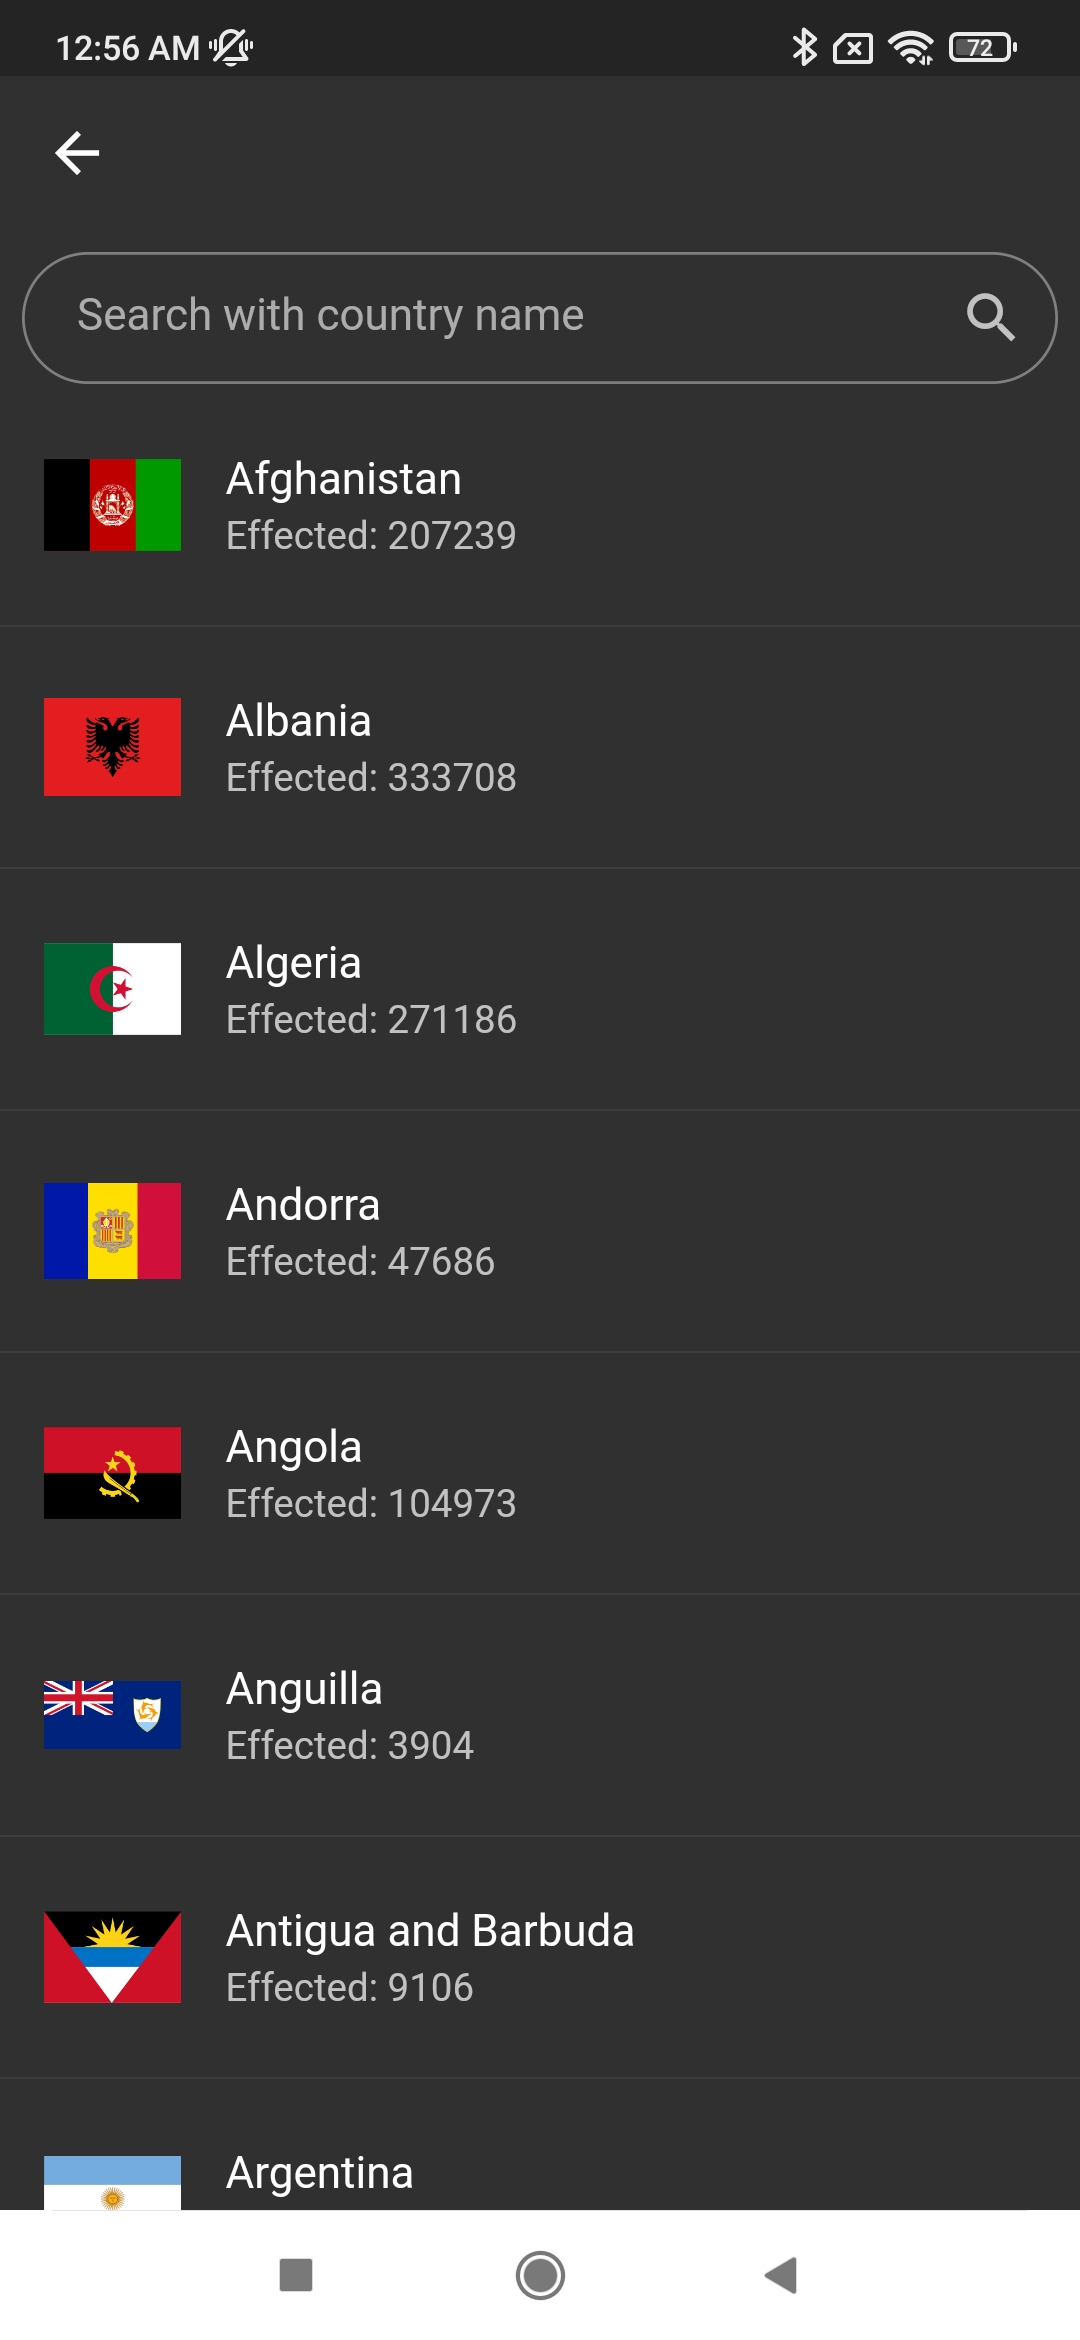 12:56 AM
72
Search with country name
Afghanistan
Effected: 207239
Albania
Effected: 333708
Algeria
Effected: 271186
Andorra
Effected: 47686
Angola
Effected: 104973
Anguilla
Effected: 3904
Antigua and Barbuda
Effected: 9106
Argentina